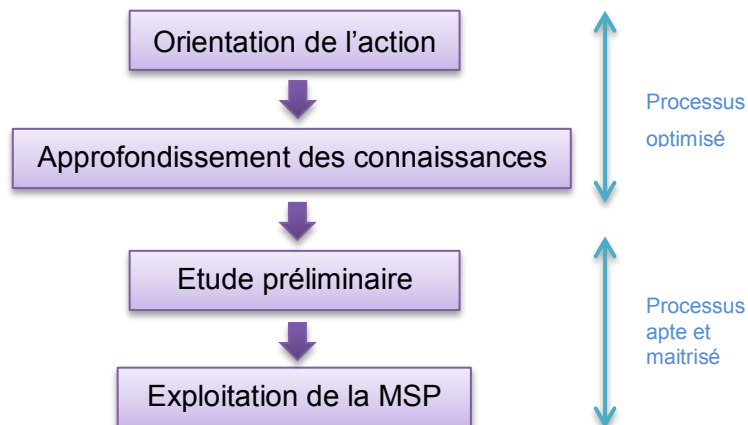 Orientation de l'action
Processus
optimisé
Approfondissement des connaissances
Etude préliminaire
Processus
apte et
maitrisé
Exploitation de la MSP